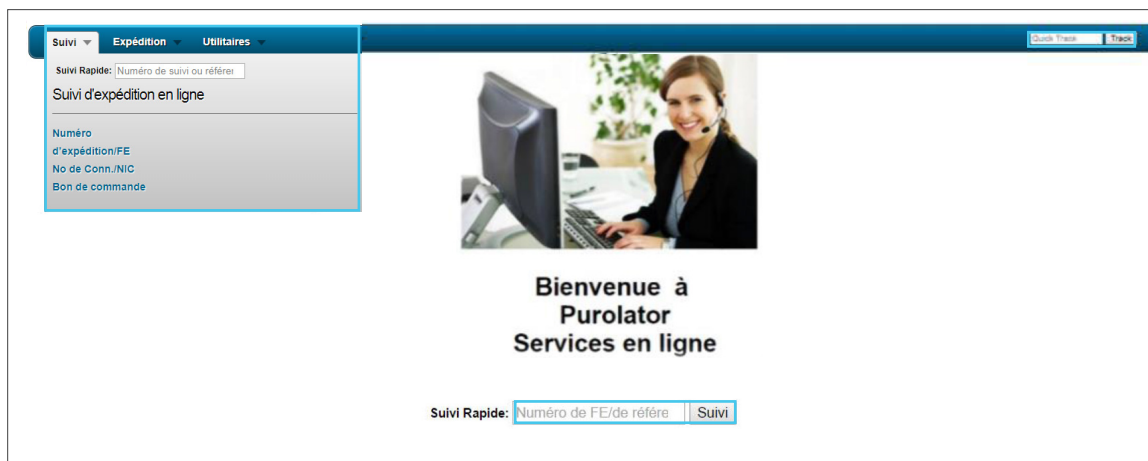 Suivi Expédition Utilitaires
Quick Track Track
Suivi Rapide: Numéro de suivi ou référer
Suivi d'expédition en ligne
Numéro
d'expédition/FE
No de Conn./NIC
Bon de commande
Bienvenue à
Purolator
Services en ligne
Suivi Rapide: Numéro de FE/de référe Suivi